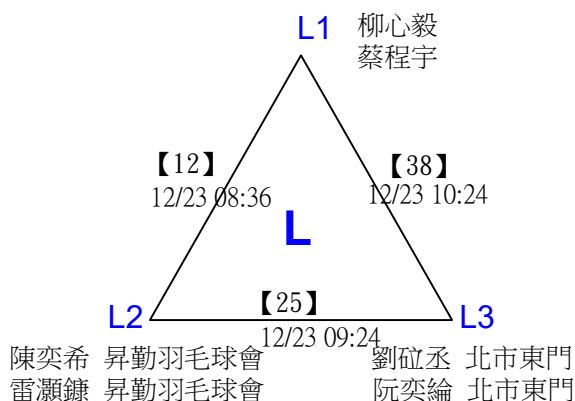 L1 柳心毅
蔡程宇
【12】
12/23 08:36
【38】
12/23 10:24
L
【25】
12/23 09:24
L2
L3
陳奕希 昇勤羽毛球會
雷灝鎌 昇勤羽毛球會
劉砬丞 北市東門
阮奕綸 北市東門